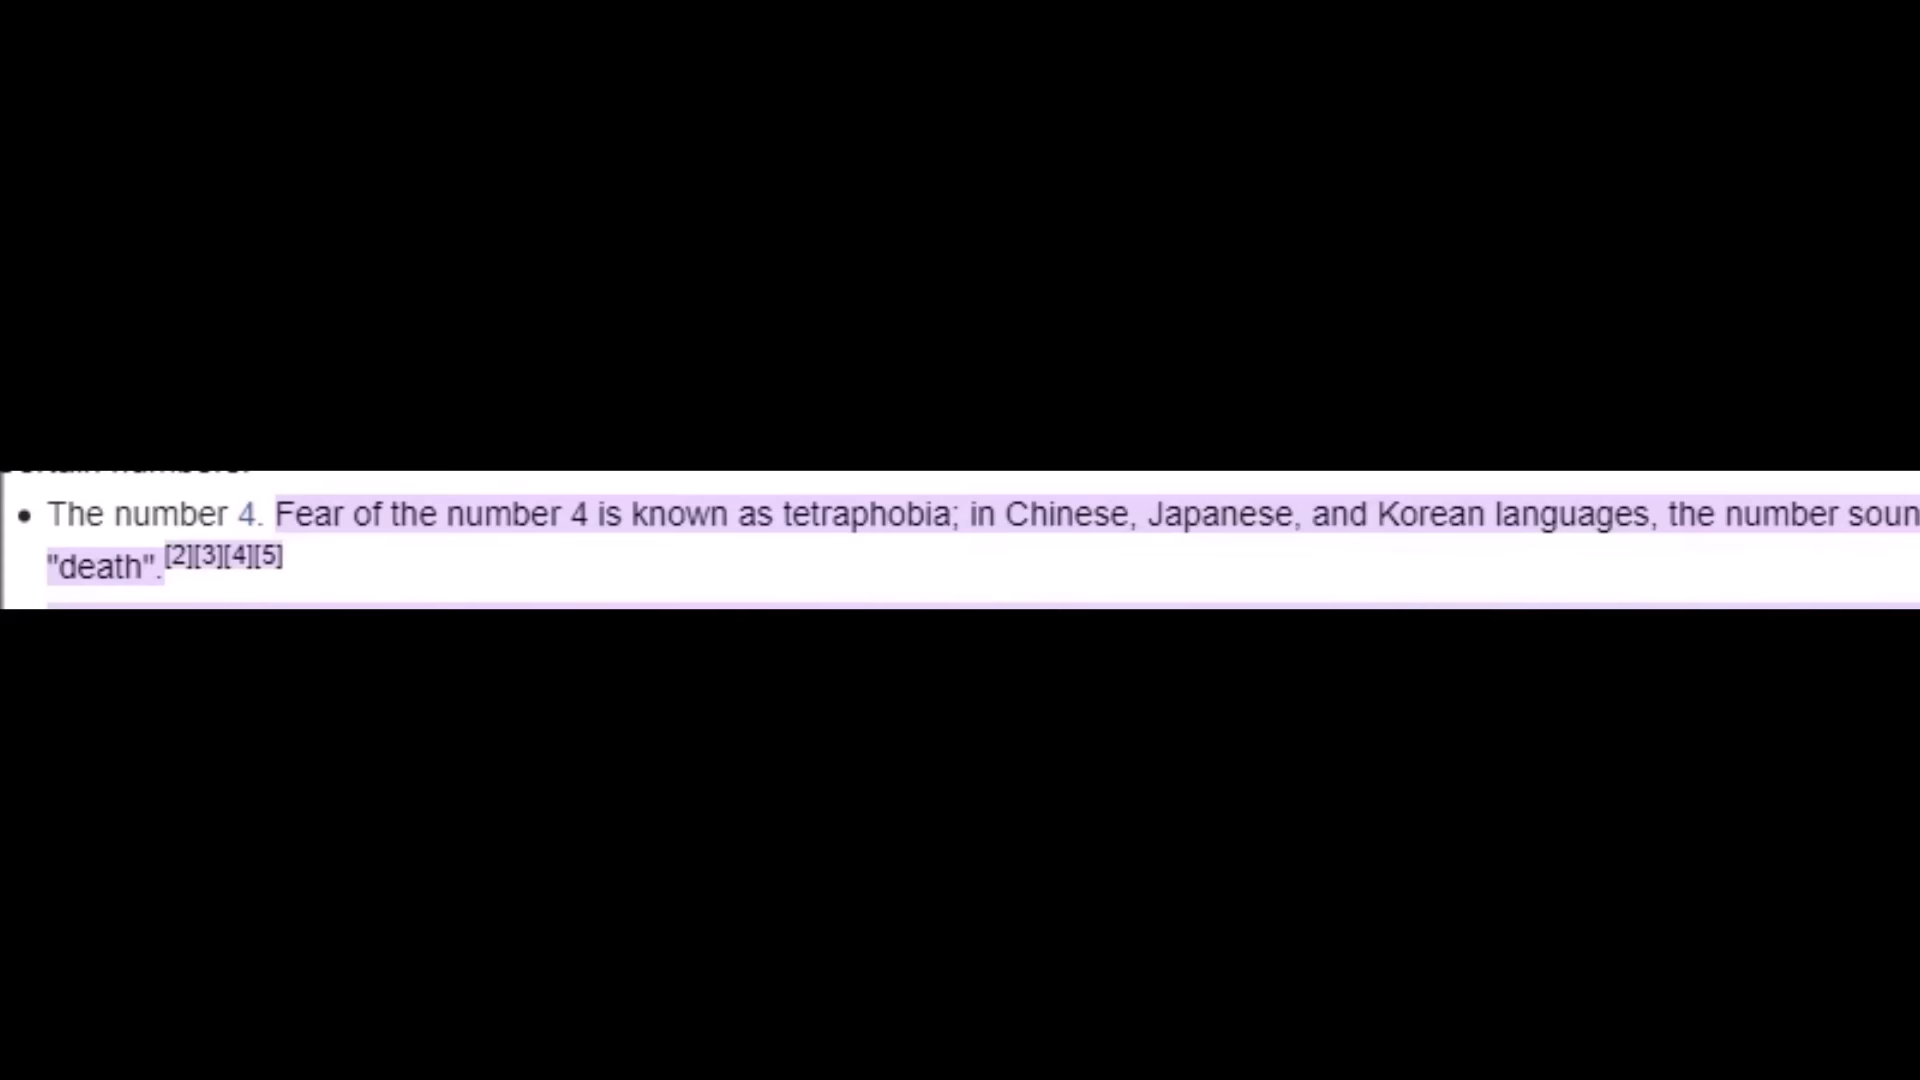 • The number 4. Fear of the number 4 is known as tetraphobia; in Chinese, Japanese, and Korean languages, the number soun
"death".[2][3][4][5]